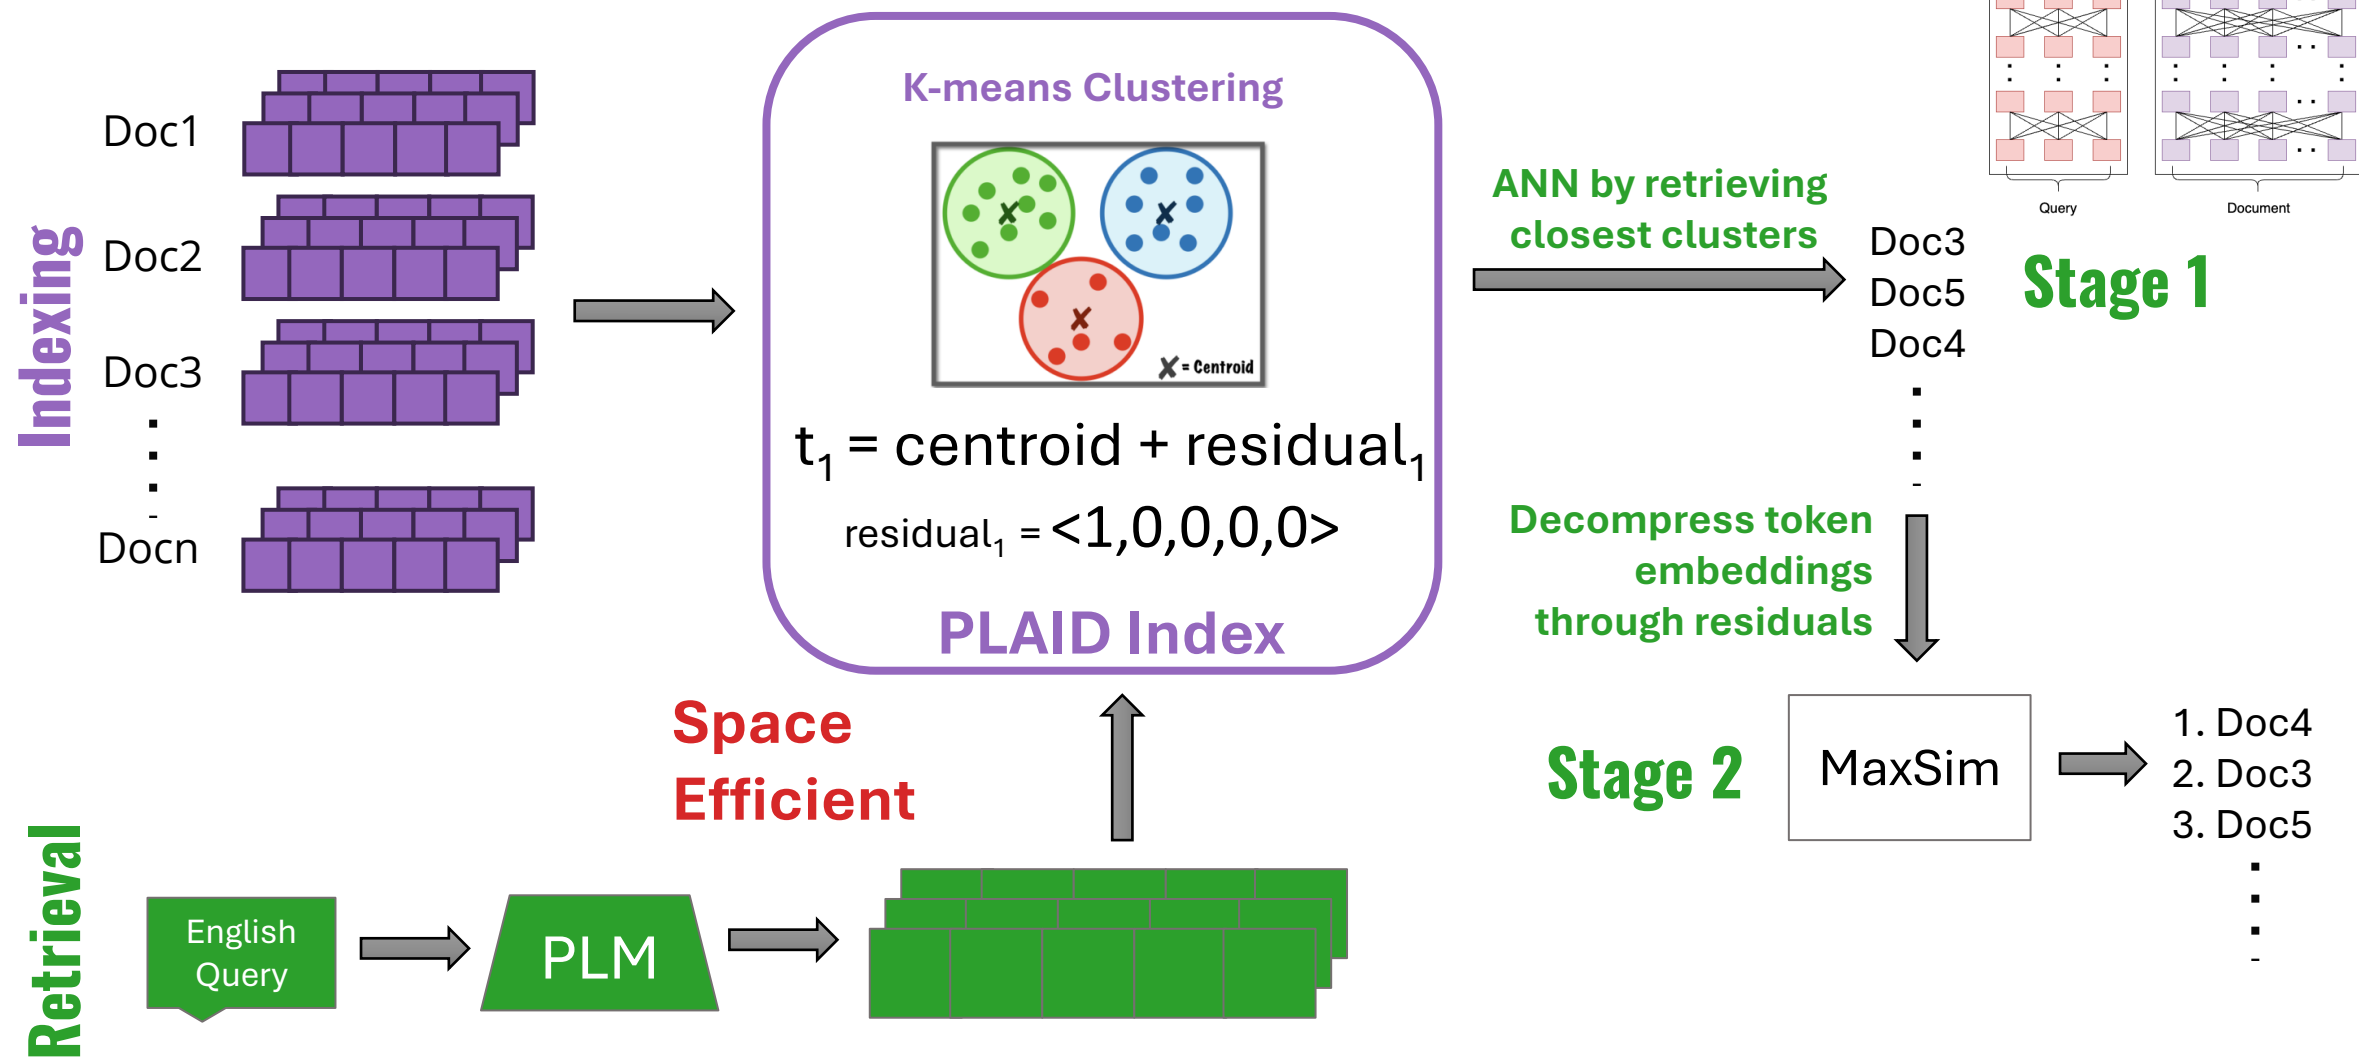 Indexing
Doc1
Doc2
Doc3
Docn
K-means Clustering
= Centroid
t₁ = centroid + residual₁
residual₁ = <1,0,0,0,0>
PLAID Index
ANN by retrieving
closest clusters
Query
Document
Doc3
Doc5
Doc4
Stage 1
Decompress token
embeddings
through residuals
Stage 2
MaxSim
1. Doc4
2. Doc3
3. Doc5
Space
Efficient
Retrieval
English
Query
PLM